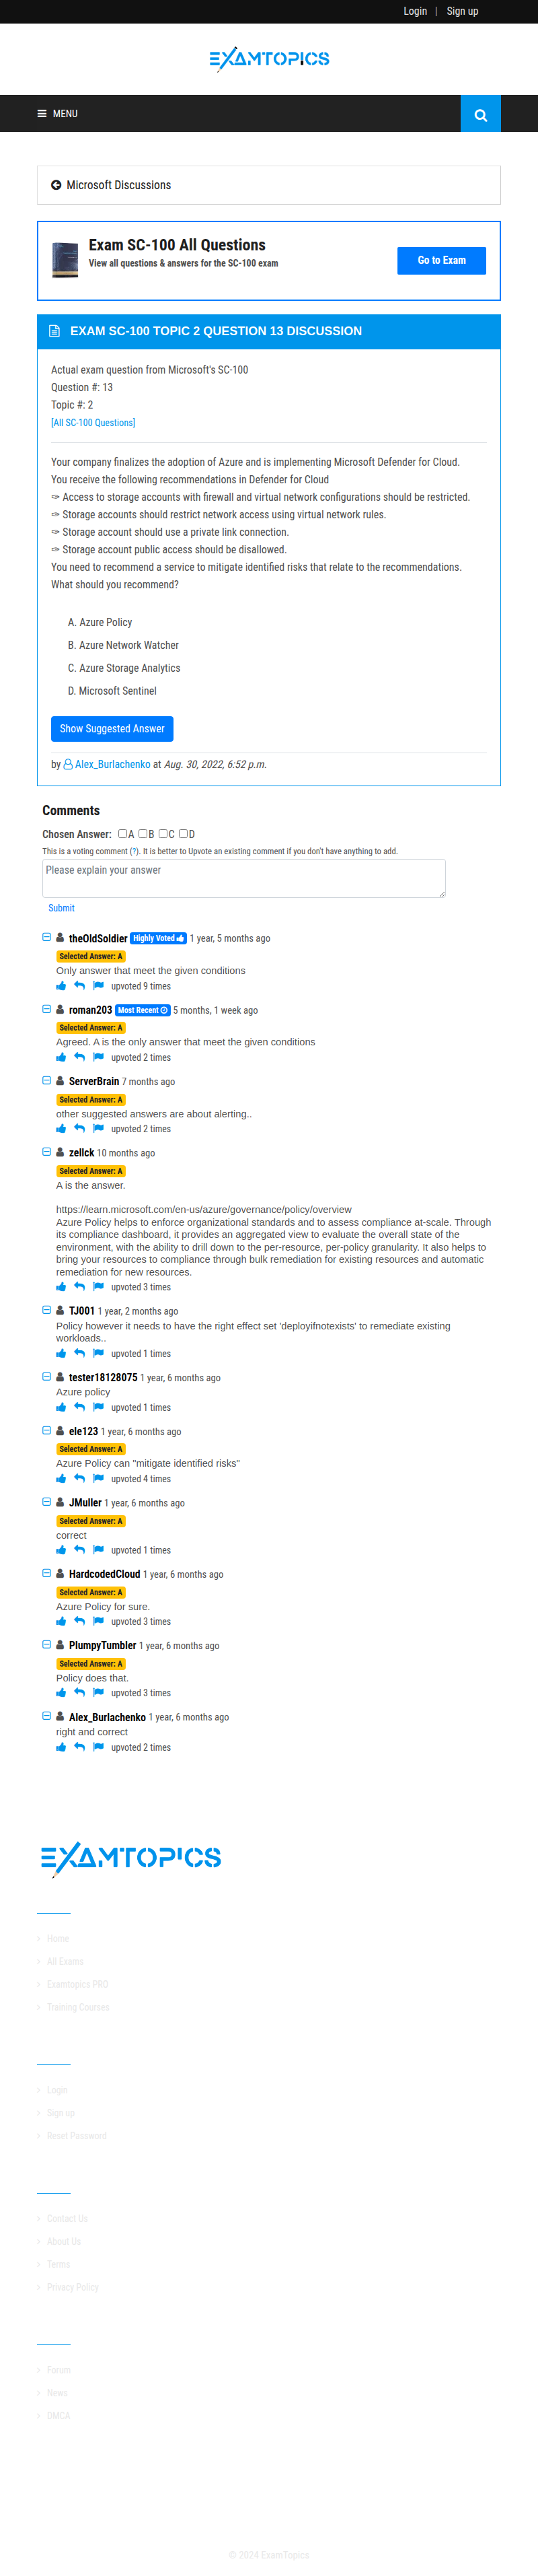 Login | Sign up
EXAMTOPICS
MENU
Microsoft Discussions
Exam SC-100 All Questions
View all questions & answers for the SC-100 exam
Go to Exam
EXAM SC-100 TOPIC 2 QUESTION 13 DISCUSSION
Actual exam question from Microsoft's SC-100
Question #: 13
Topic #: 2
[All SC-100 Questions]
Your company finalizes the adoption of Azure and is implementing Microsoft Defender for Cloud.
You receive the following recommendations in Defender for Cloud
✑ Access to storage accounts with firewall and virtual network configurations should be restricted.
✑ Storage accounts should restrict network access using virtual network rules.
✑ Storage account should use a private link connection.
✑ Storage account public access should be disallowed.
You need to recommend a service to mitigate identified risks that relate to the recommendations.
What should you recommend?
A. Azure Policy
B. Azure Network Watcher
C. Azure Storage Analytics
D. Microsoft Sentinel
Show Suggested Answer
by Alex_Burlachenko at Aug. 30, 2022, 6:52 p.m.
Comments
Chosen Answer: A B C D
This is a voting comment (?). It is better to Upvote an existing comment if you don't have anything to add.
Please explain your answer
Submit
theOldSoldier Highly Voted 1 year, 5 months ago
Selected Answer: A
Only answer that meet the given conditions
upvoted 9 times
roman203 Most Recent 5 months, 1 week ago
Selected Answer: A
Agreed. A is the only answer that meet the given conditions
upvoted 2 times
ServerBrain 7 months ago
Selected Answer: A
other suggested answers are about alerting..
upvoted 2 times
zellck 10 months ago
Selected Answer: A
A is the answer.
https://learn.microsoft.com/en-us/azure/governance/policy/overview
Azure Policy helps to enforce organizational standards and to assess compliance at-scale. Through
its compliance dashboard, it provides an aggregated view to evaluate the overall state of the
environment, with the ability to drill down to the per-resource, per-policy granularity. It also helps to
bring your resources to compliance through bulk remediation for existing resources and automatic
remediation for new resources.
upvoted 3 times
TJ001 1 year, 2 months ago
Policy however it needs to have the right effect set 'deployifnotexists' to remediate existing
workloads..
upvoted 1 times
tester18128075 1 year, 6 months ago
Azure policy
upvoted 1 times
ele123 1 year, 6 months ago
Selected Answer: A
Azure Policy can "mitigate identified risks"
upvoted 4 times
JMuller 1 year, 6 months ago
Selected Answer: A
correct
upvoted 1 times
HardcodedCloud 1 year, 6 months ago
Selected Answer: A
Azure Policy for sure.
upvoted 3 times
PlumpyTumbler 1 year, 6 months ago
Selected Answer: A
Policy does that.
upvoted 3 times
Alex_Burlachenko 1 year, 6 months ago
right and correct
upvoted 2 times
EXAMTOPICS
Home
All Exams
Examtopics PRO
Training Courses
Login
Sign up
Reset Password
Contact Us
About Us
Terms
Privacy Policy
Forum
News
DMCA
© 2024 ExamTopics